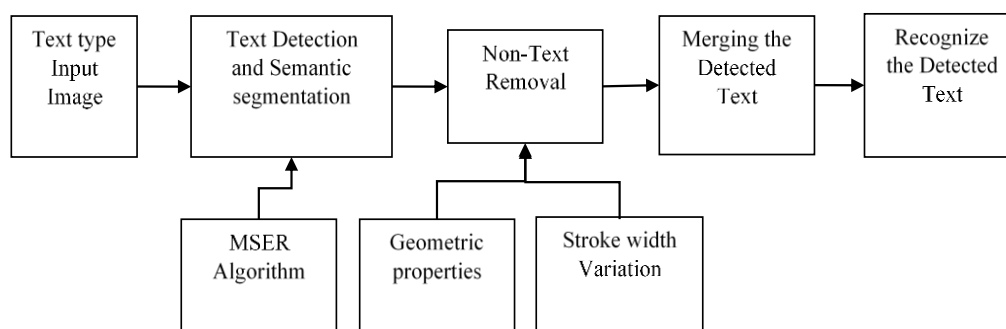 Text type
Input
Image
Text Detection
and Semantic
segmentation
Non-Text
Removal
Merging the
Detected
Text
Recognize
the Detected
Text
MSER
Algorithm
Geometric
properties
Stroke width
Variation